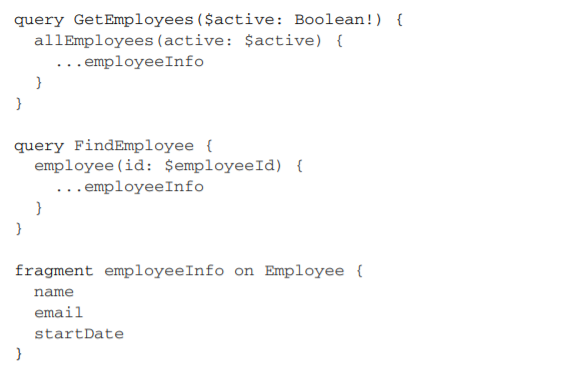 query GetEmployees($active: Boolean!) {
  allEmployees(active: $active) {
    ...employeeInfo
  }
}

query FindEmployee {
  employee(id: $employeeId) {
    ...employeeInfo
  }
}

fragment employeeInfo on Employee {
  name
  email
  startDate
}